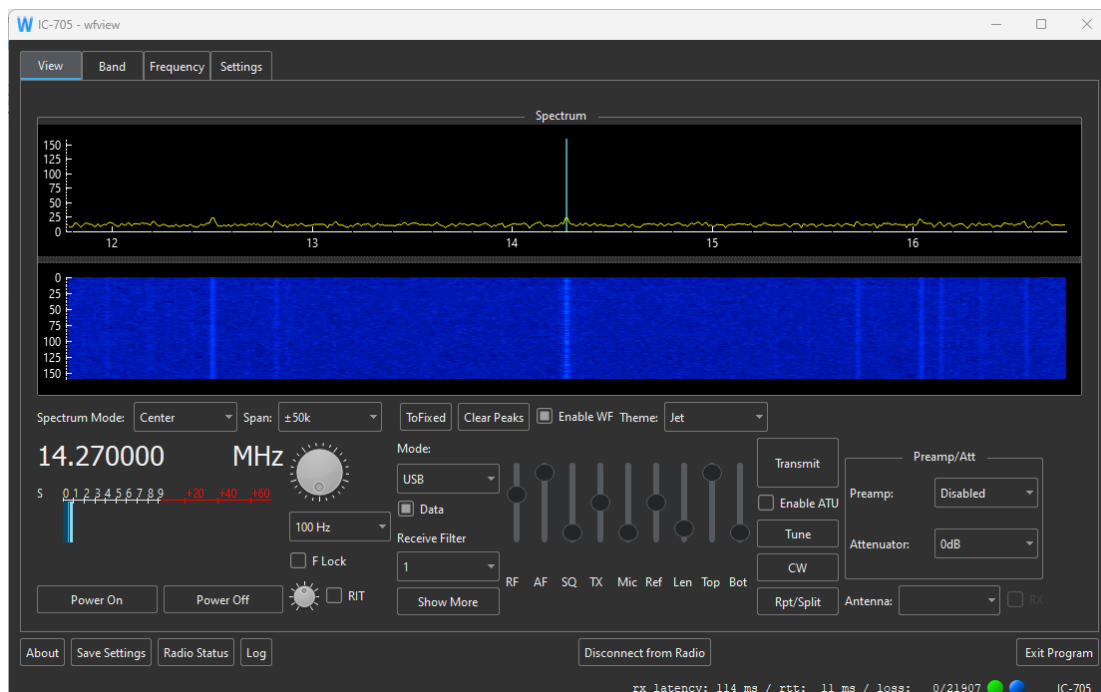 IC-705 - wfview
View Band Frequency Settings
Spectrum
150
125
100
75
50
25
0
12 13 14 15 16
0
25
50
75
100
125
150
Spectrum Mode: Center Span: ±50k ToFixed Clear Peaks Enable WF Theme: Jet
14.270000 MHz
S 0 1 2 3 4 5 6 7 8 9 +20 +40 +60
100 Hz
F Lock
RIT
Power On Power Off
Mode:
USB
Data
Receive Filter
1
Show More
RF AF SQ TX Mic Ref Len Top Bot
Transmit
Enable ATU
Tune
CW
Rpt/Split
Preamp/Att
Preamp: Disabled
Attenuator: 0dB
Antenna: RX
About Save Settings Radio Status Log Disconnect from Radio Exit Program
rx latency: 114 ms / rtt: 11 ms / loss: 0/21907 IC-705